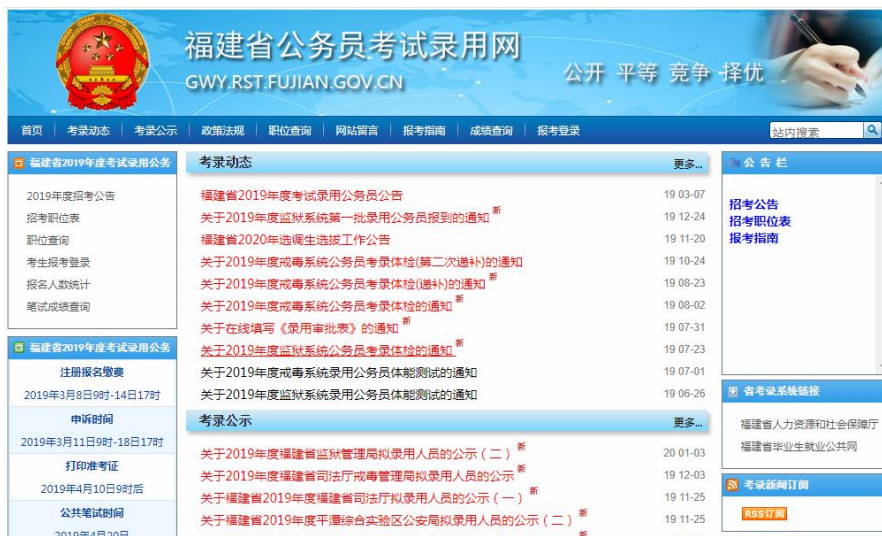 福建省公务员考试录用网
GWY.RST.FUJIAN.GOV.CN
公开 平等 竞争 择优
首页 考录动态 考录公示 政策法规 职位查询 网站留言 报考指南 成绩查询 报考登录
站内搜索
福建省2019年度考试录用公务
2019年度招考公告
招考职位表
职位查询
考生报考登录
报名人数统计
笔试成绩查询
福建省2019年度考试录用公务
注册报名缴费
2019年3月8日9时-14日17时
申诉时间
2019年3月11日9时-18日17时
打印准考证
2019年4月10日9时后
公共笔试时间
2019年4月20日
考录动态 更多...
福建省2019年度考试录用公务员公告 19 03-07
关于2019年度监狱系统第一批录用公务员报到的通知 新 19 12-24
福建省2020年选调生选拔工作公告 19 11-20
关于2019年度戒毒系统公务员考录体检(第二次递补)的通知 19 10-24
关于2019年度戒毒系统公务员考录体检(递补)的通知 新 19 08-23
关于2019年度戒毒系统公务员考录体检的通知 新 19 08-02
关于在线填写《录用审批表》的通知 新 19 07-31
关于2019年度监狱系统公务员考录体检的通知 新 19 07-23
关于2019年度戒毒系统录用公务员体能测试的通知 19 07-01
关于2019年度监狱系统录用公务员体能测试的通知 19 06-26
考录公示 更多...
关于2019年度福建省监狱管理局拟录用人员的公示（二） 新 20 01-03
关于2019年度福建省司法厅戒毒管理局拟录用人员的公示 新 19 12-03
关于福建省2019年度福建省司法厅拟录用人员的公示（一） 新 19 11-25
关于福建省2019年度平潭综合实验区公安局拟录用人员的公示（二） 新 19 11-25
公 告 栏
招考公告
招考职位表
报考指南
省考录系统链接
福建省人力资源和社会保障厅
福建省毕业生就业公共网
考录新闻订阅
RSS订阅